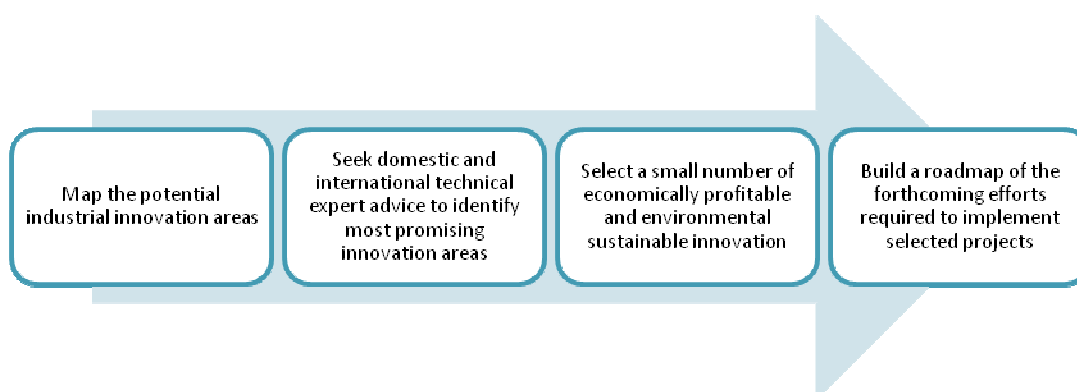 Map the potential
industrial innovation areas
Seek domestic and
international technical
expert advice to identify
most promising
innovation areas
Select a small number of
economically profitable
and environmental
sustainable innovation
Build a roadmap of the
forthcoming efforts
required to implement
selected projects